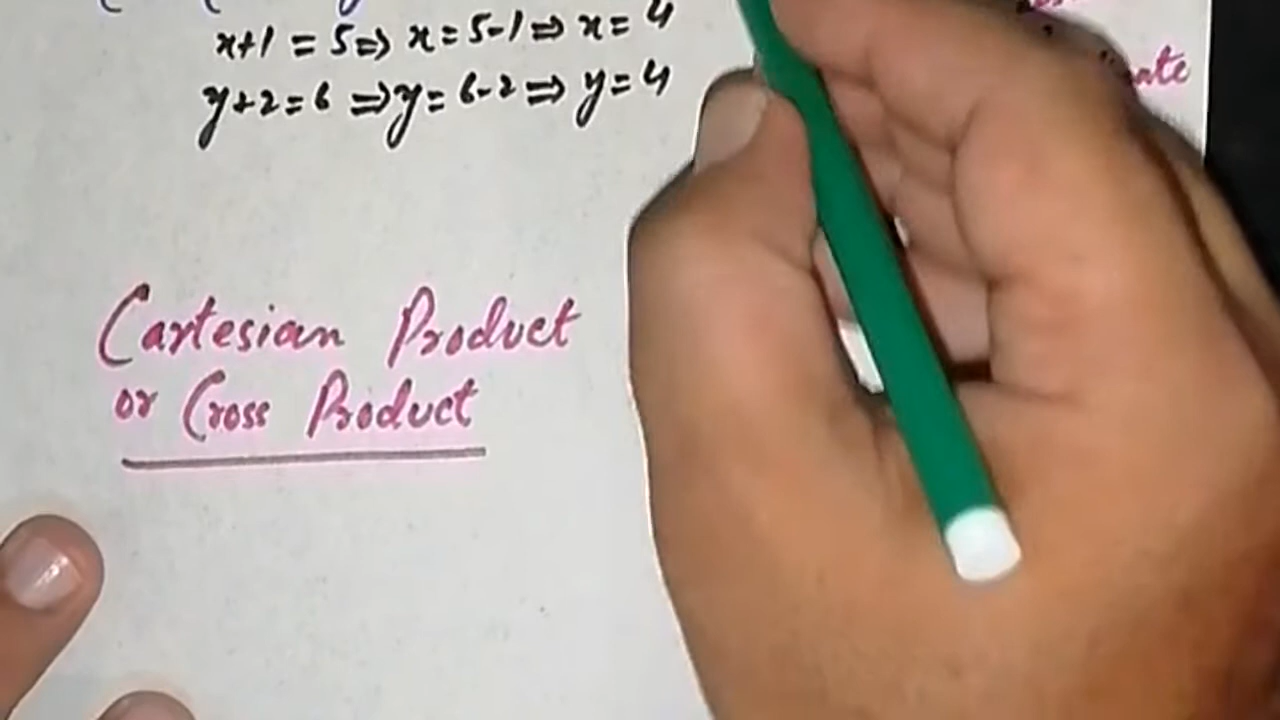 x+1 = 5 ⇒ x = 5-1 ⇒ x = 4
y+2 = 6 ⇒ y = 6-2 ⇒ y = 4
Cartesian Product
or Cross Product